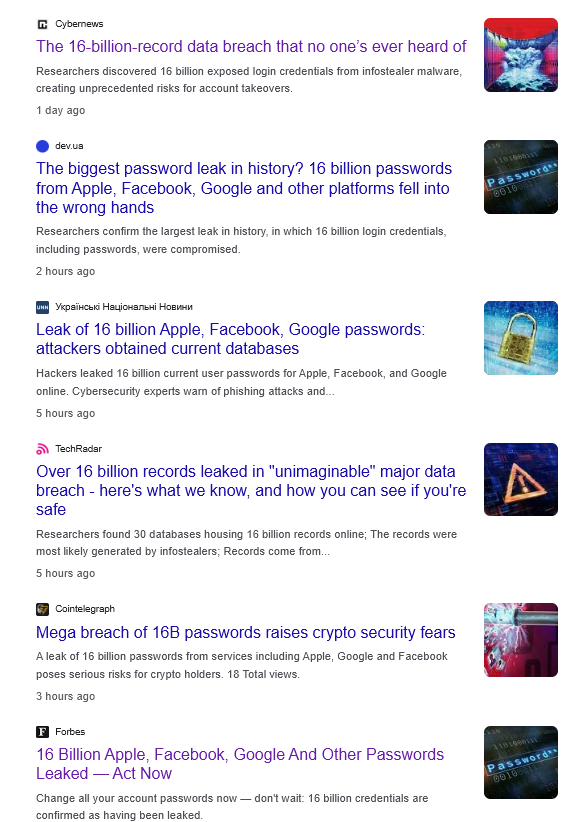 Cybernews
The 16-billion-record data breach that no one's ever heard of
Researchers discovered 16 billion exposed login credentials from infostealer malware,
creating unprecedented risks for account takeovers.
1 day ago
dev.ua
The biggest password leak in history? 16 billion passwords
from Apple, Facebook, Google and other platforms fell into
the wrong hands
Researchers confirm the largest leak in history, in which 16 billion login credentials,
including passwords, were compromised.
2 hours ago
Password
UNN
Українські Національні Новини
Leak of 16 billion Apple, Facebook, Google passwords:
attackers obtained current databases
Hackers leaked 16 billion current user passwords for Apple, Facebook, and Google
online. Cybersecurity experts warn of phishing attacks and...
5 hours ago
TechRadar
Over 16 billion records leaked in "unimaginable" major data
breach - here's what we know, and how you can see if you're
safe
Researchers found 30 databases housing 16 billion records online; The records were
most likely generated by infostealers; Records come from...
5 hours ago
Cointelegraph
Mega breach of 16B passwords raises crypto security fears
A leak of 16 billion passwords from services including Apple, Google and Facebook
poses serious risks for crypto holders. 18 Total views.
3 hours ago
F
Forbes
16 Billion Apple, Facebook, Google And Other Passwords
Leaked — Act Now
Change all your account passwords now — don't wait: 16 billion credentials are
confirmed as having been leaked.
Password